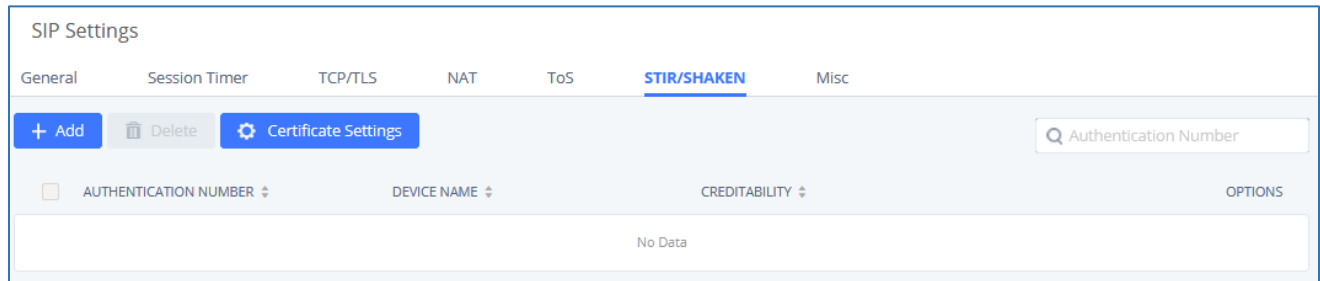 SIP Settings
General Session Timer TCP/TLS NAT ToS STIR/SHAKEN Misc
+ Add Delete Certificate Settings Authentication Number
AUTHENTICATION NUMBER DEVICE NAME CREDITABILITY OPTIONS
No Data